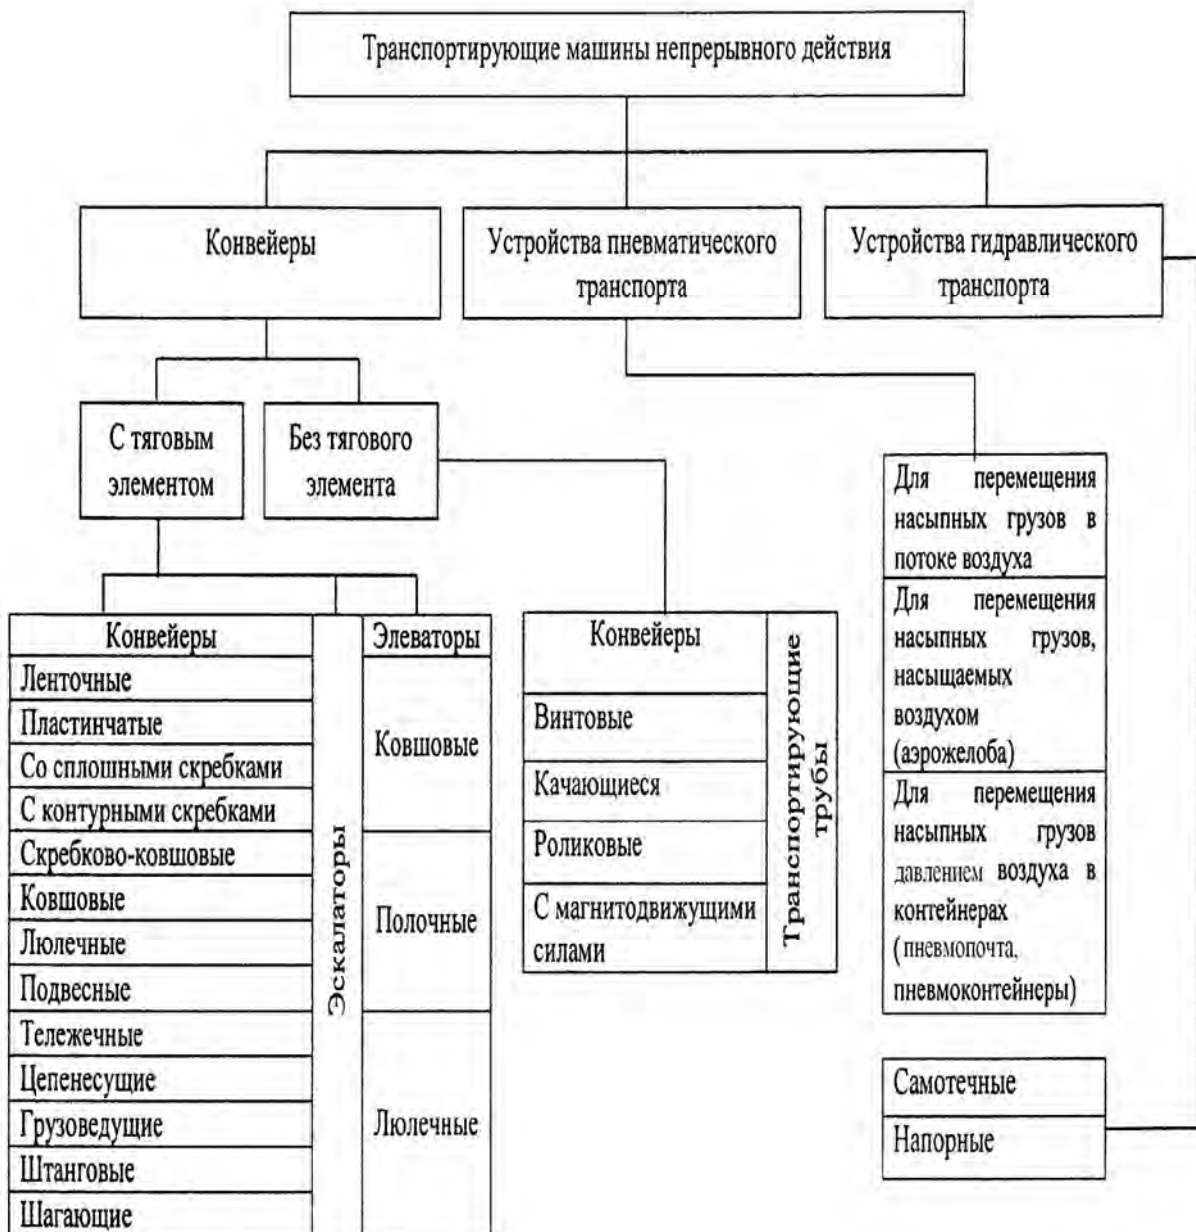 Транспортирующие машины непрерывного действия
Конвейеры
Устройства пневматического
транспорта
Устройства гидравлического
транспорта
С тяговым
элементом
Без тягового
элемента
Конвейеры
Ленточные
Пластинчатые
Со сплошными скребками
С контурными скребками
Скребково-ковшовые
Ковшовые
Люлечные
Подвесные
Тележечные
Цепенесущие
Грузоведущие
Штанговые
Шагающие
Эскалаторы
Элеваторы
Ковшовые
Полочные
Люлечные
Конвейеры
Винтовые
Качающиеся
Роликовые
С магнитодвижущими
силами
Транспортирующие
трубы
Для перемещения
насыпных грузов в
потоке воздуха
Для перемещения
насыпных грузов,
насыщаемых
воздухом
(аэрожелоба)
Для перемещения
насыпных грузов
давлением воздуха в
контейнерах
(пневмопочта,
пневмоконтейнеры)
Самотечные
Напорные